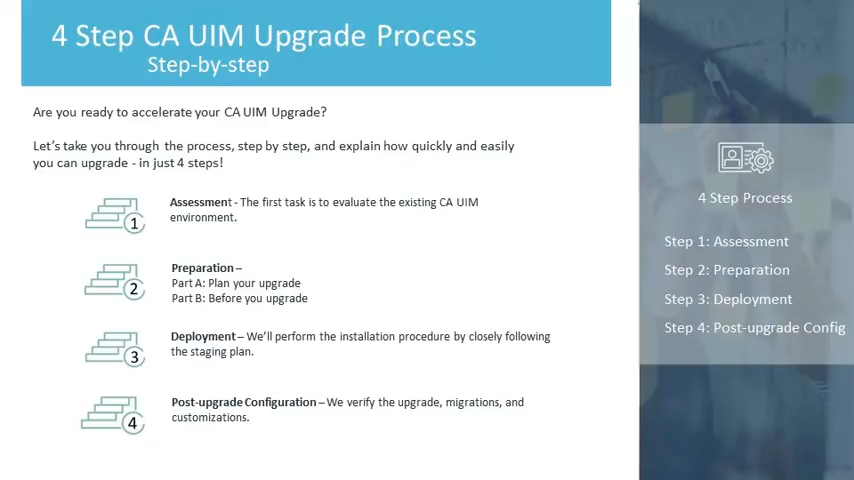 4 Step CA UIM Upgrade Process
Step-by-step
Are you ready to accelerate your CA UIM Upgrade?
Let's take you through the process, step by step, and explain how quickly and easily
you can upgrade - in just 4 steps!
1
Assessment - The first task is to evaluate the existing CA UIM
environment.
2
Preparation –
Part A: Plan your upgrade
Part B: Before you upgrade
3
Deployment – We'll perform the installation procedure by closely following
the staging plan.
4
Post-upgrade Configuration – We verify the upgrade, migrations, and
customizations.
4 Step Process
Step 1: Assessment
Step 2: Preparation
Step 3: Deployment
Step 4: Post-upgrade Config